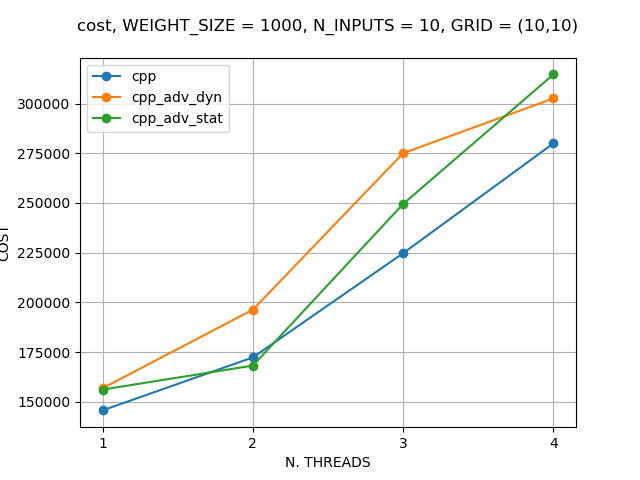 cost, WEIGHT_SIZE = 1000, N_INPUTS = 10, GRID = (10,10)
cpp
cpp_adv_dyn
cpp_adv_stat
300000
275000
250000
225000
200000
175000
150000
COST
1 2 3 4
N. THREADS